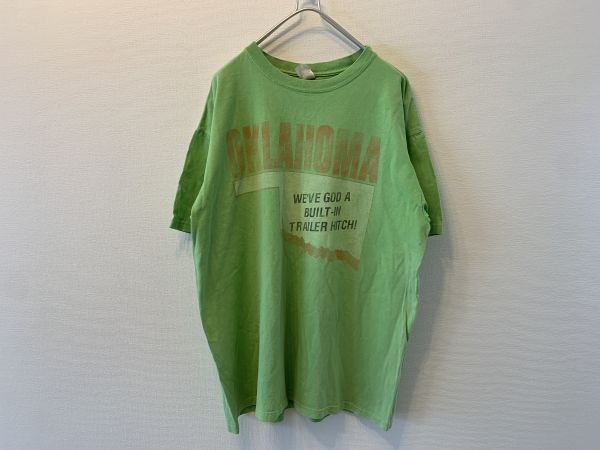 OKLAHOMA
WE'VE GOD A
BUILT-IN
TRAILER HITCH!